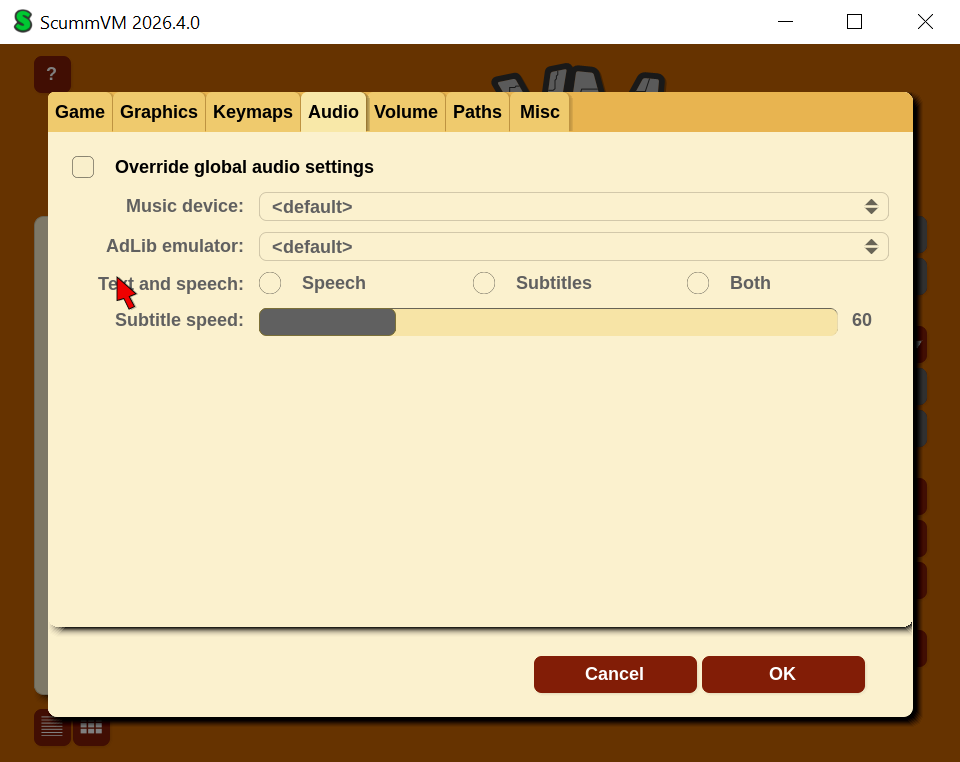 ScummVM 2026.4.0
?
Game Graphics Keymaps Audio Volume Paths Misc
Override global audio settings
Music device: <default>
AdLib emulator: <default>
Text and speech: Speech Subtitles Both
Subtitle speed: 60
Cancel OK